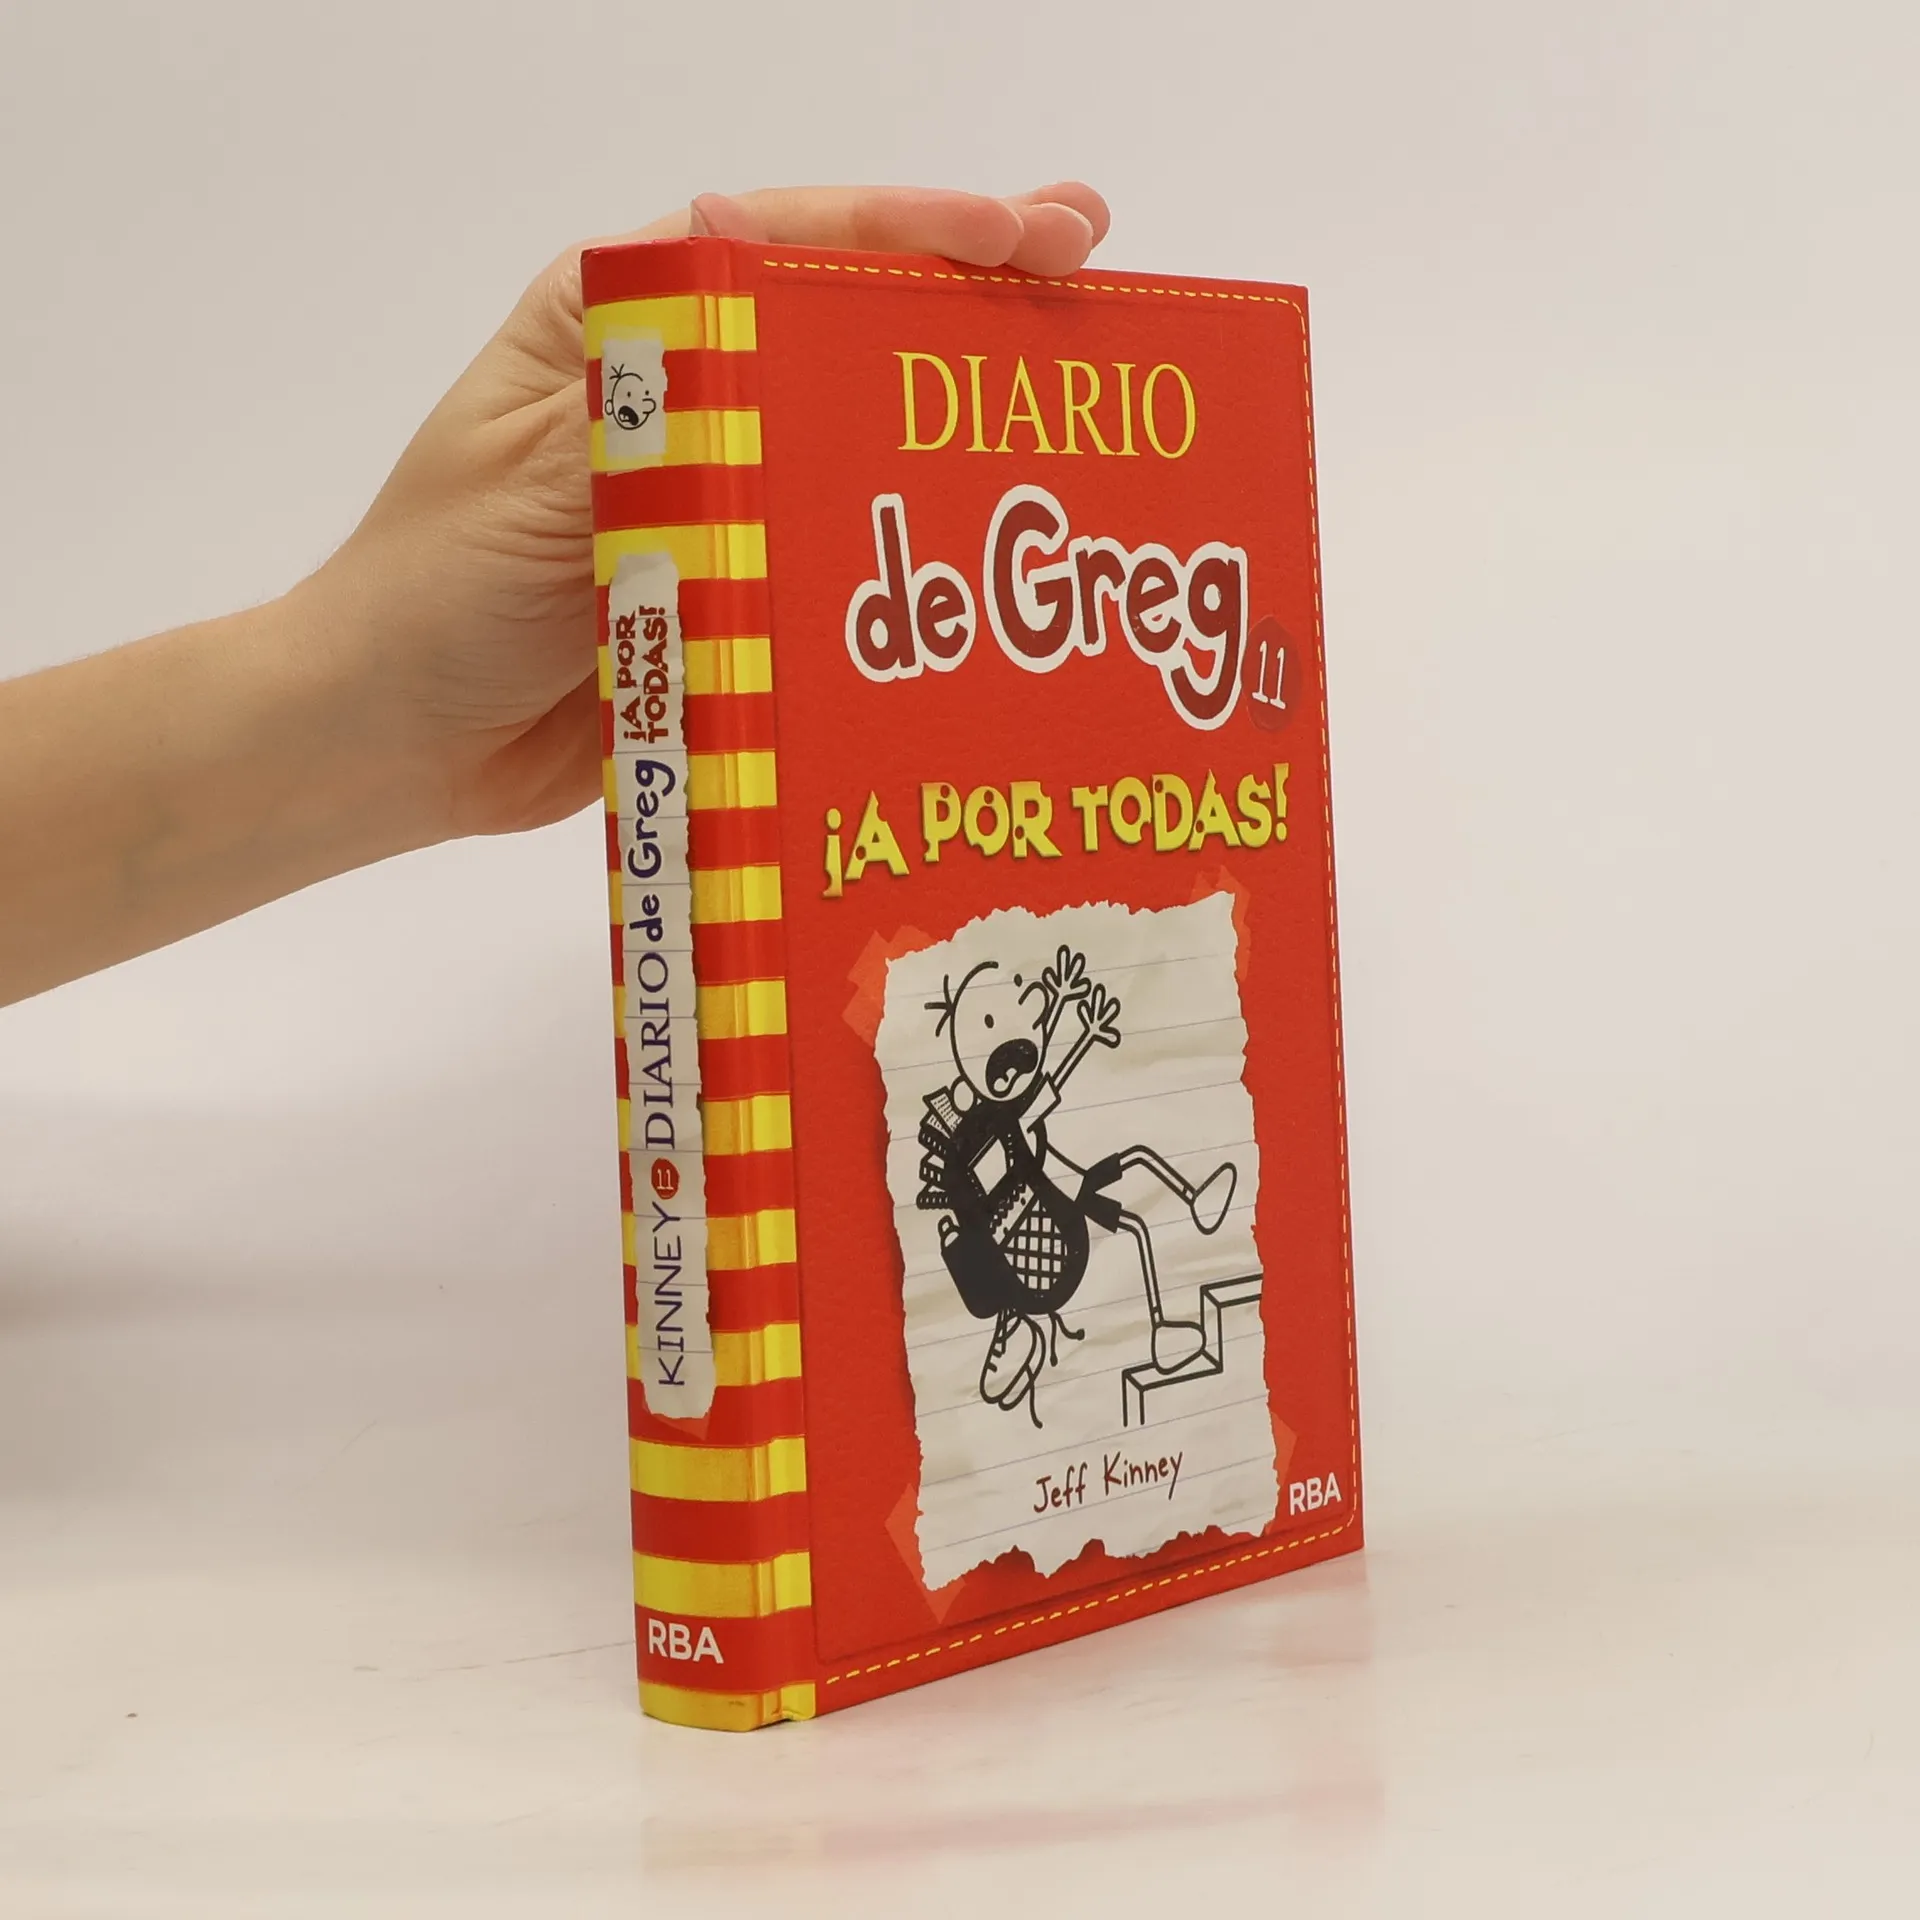 DIARIO
de Greg 11
¡A POR TODAS!
Jeff Kinney
RBA
KINNEY 11 DIARIO de Greg ¡A POR
TODAS!
RBA